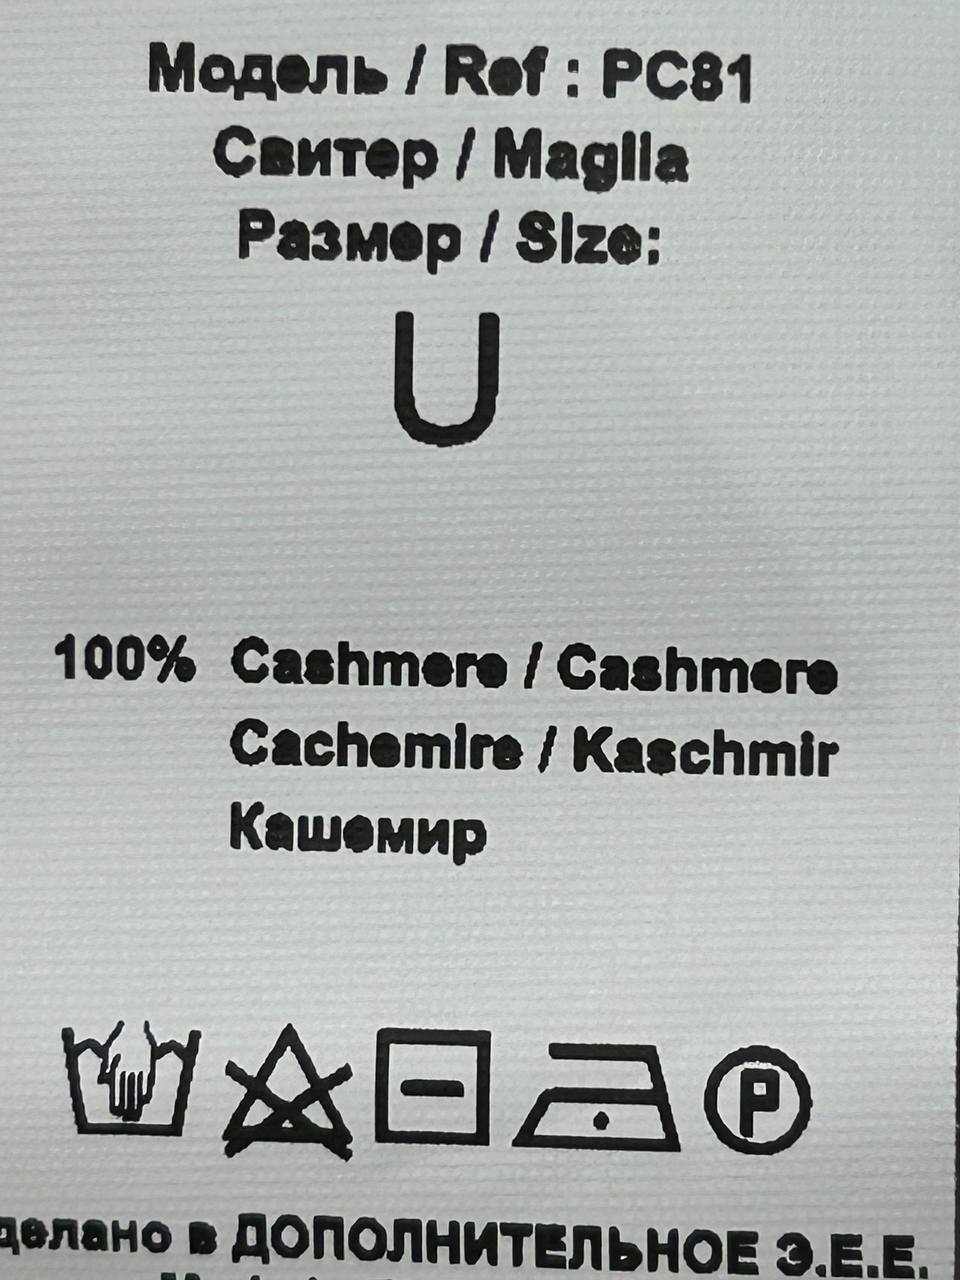 Модель / Ref : PC81
Свитер / Maglia
Размер / Size:
U
100% Cashmere / Cashmere
Cachemire / Kaschmir
Кашемир
P
делано в ДОПОЛНИТЕЛЬНОЕ Э.Е.Е.